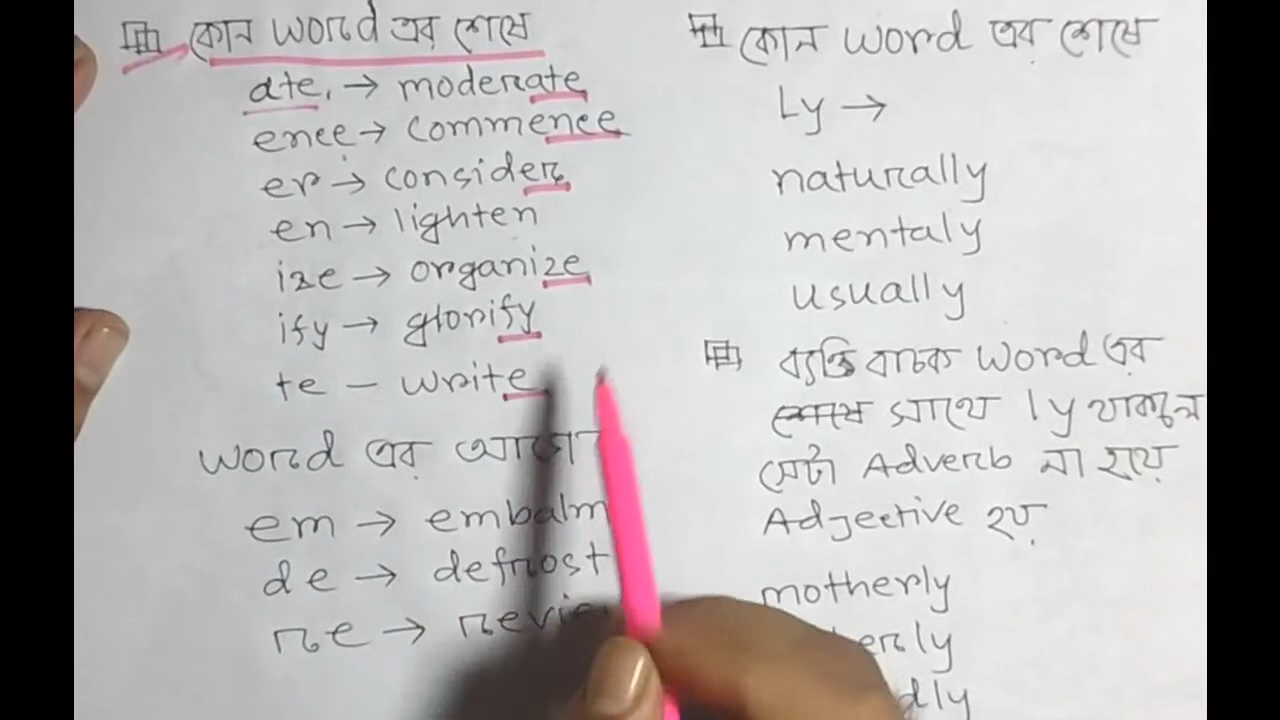 কোন word এর শেষে
ate, → moderate
ence → commence
er → consider
en → lighten
ize → organize
ify → glorify
te – write
word এর আগে
em → embalm
de → defrost
re →
কোন word এর শেষে
Ly →
naturally
mentaly
usually
ব্যক্তি বাচক word এর
শেষে সাথে ly থাকলে
সেটা Adverb না হয়ে
Adjective হয়
motherly